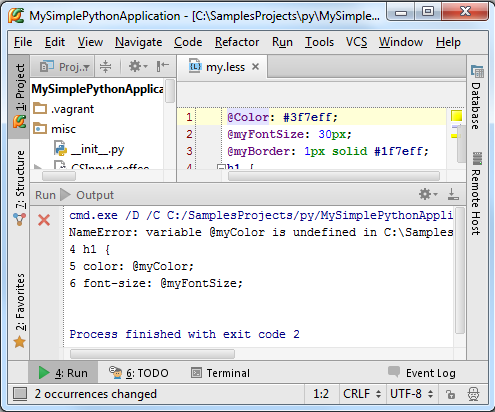 MySimplePythonApplication - [C:\SamplesProjects\py\MySimple...
File Edit View Navigate Code Refactor Run Tools VCS Window Help
1: Project
Proj..
my.less
MySimplePythonApplica
.vagrant
misc
__init__.py
CSInput.coffee
1 @Color: #3f7eff;
2 @myFontSize: 30px;
3 @myBorder: 1px solid #1f7eff;
4 h1 {
Database
Remote Host
7: Structure
2: Favorites
Run Output
cmd.exe /D /C C:/SamplesProjects/py/MySimplePythonAppli
NameError: variable @myColor is undefined in C:\Samples
4 h1 {
5 color: @myColor;
6 font-size: @myFontSize;
Process finished with exit code 2
4: Run 6: TODO Terminal Event Log
2 occurrences changed 1:2 CRLF UTF-8